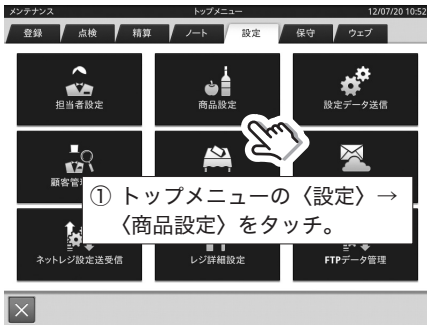 メンテナンス
トップメニュー
12/07/20 10:52
登録
点検
精算
ノート
設定
保守
ウェブ
担当者設定
商品設定
設定データ送信
顧客管
① トップメニューの〈設定〉→
〈商品設定〉をタッチ。
ネットレジ設定送受信
レジ詳細設定
FTPデータ管理